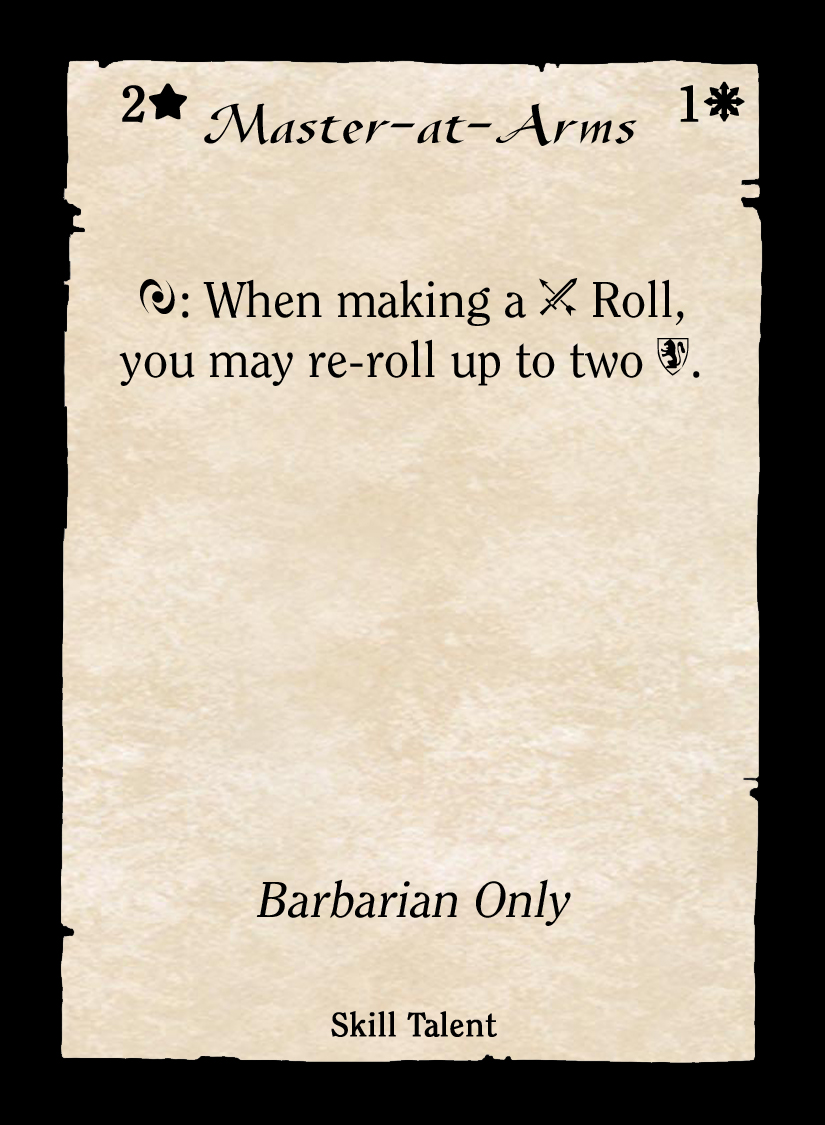 2★ Master-at-Arms 1
: When making a Roll,
you may re-roll up to two .
Barbarian Only
Skill Talent